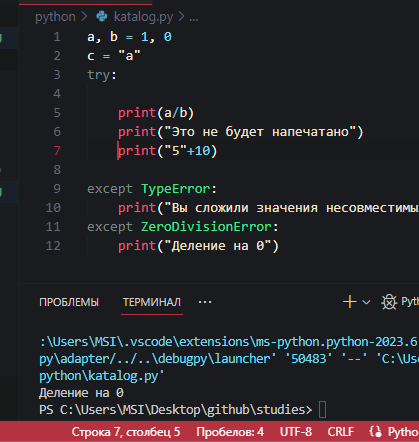 python > katalog.py > ...
1 a, b = 1, 0
2 c = "a"
3 try:
4
5 print(a/b)
6 print("Это не будет напечатано")
7 print("5"+10)
8
9 except TypeError:
10 print("Вы сложили значения несовместимы
11 except ZeroDivisionError:
12 print("Деление на 0")
ПРОБЛЕМЫ ТЕРМИНАЛ ... Pyth
:\Users\MSI\.vscode\extensions\ms-python.python-2023.6
py\adapter/../..\debugpy\launcher' '50483' '--' 'C:\Use
python\katalog.py'
Деление на 0
PS C:\Users\MSI\Desktop\github\studies>
Строка 7, столбец 5 Пробелов: 4 UTF-8 CRLF Pytho